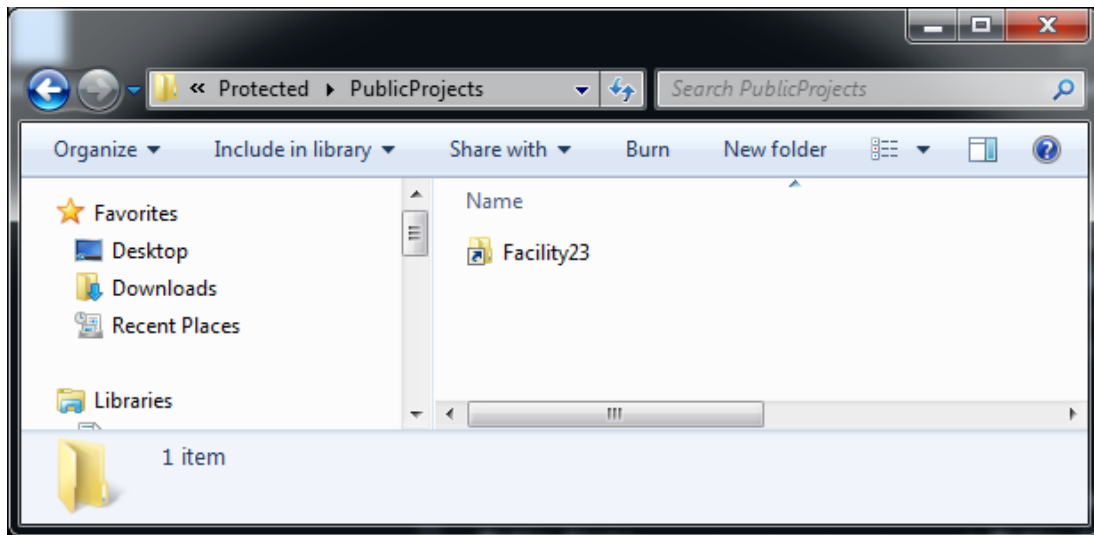 « Protected ▸ PublicProjects
Search PublicProjects
Organize Include in library Share with Burn New folder
Favorites
Desktop
Downloads
Recent Places
Libraries
Name
Facility23
1 item